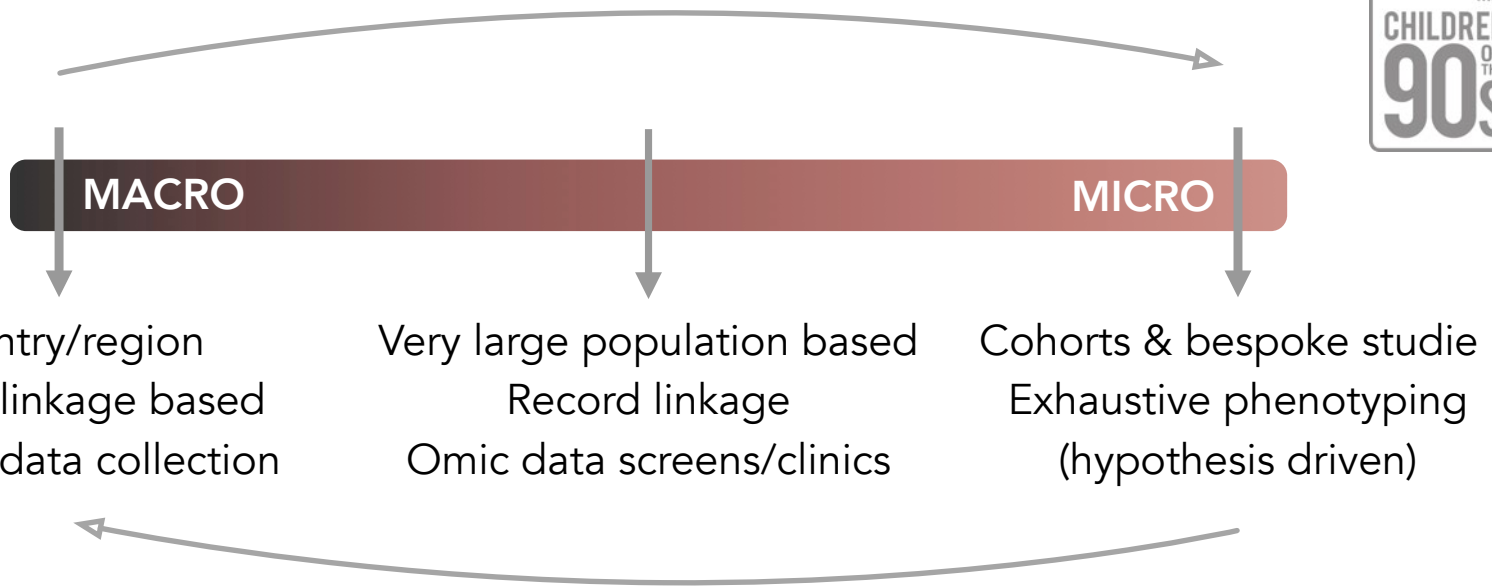 CHILDRE
90
MACRO
MICRO
ntry/region
linkage based
data collection
Very large population based
Record linkage
Omic data screens/clinics
Cohorts & bespoke studie
Exhaustive phenotyping
(hypothesis driven)